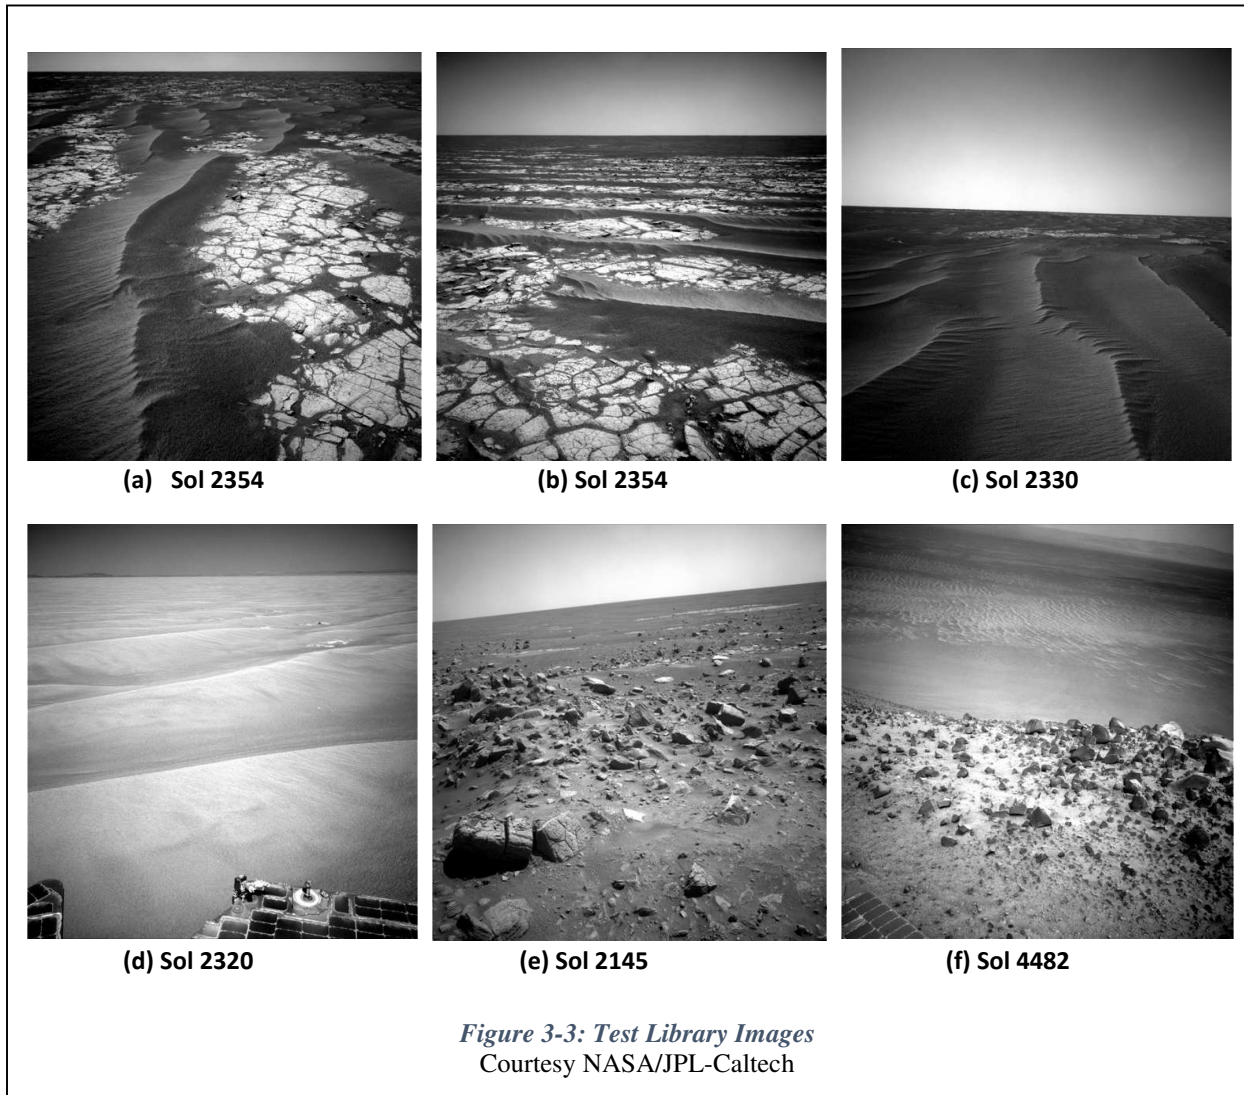 (a) Sol 2354
(b) Sol 2354
(c) Sol 2330
(d) Sol 2320
(e) Sol 2145
(f) Sol 4482
Figure 3-3: Test Library Images
Courtesy NASA/JPL-Caltech